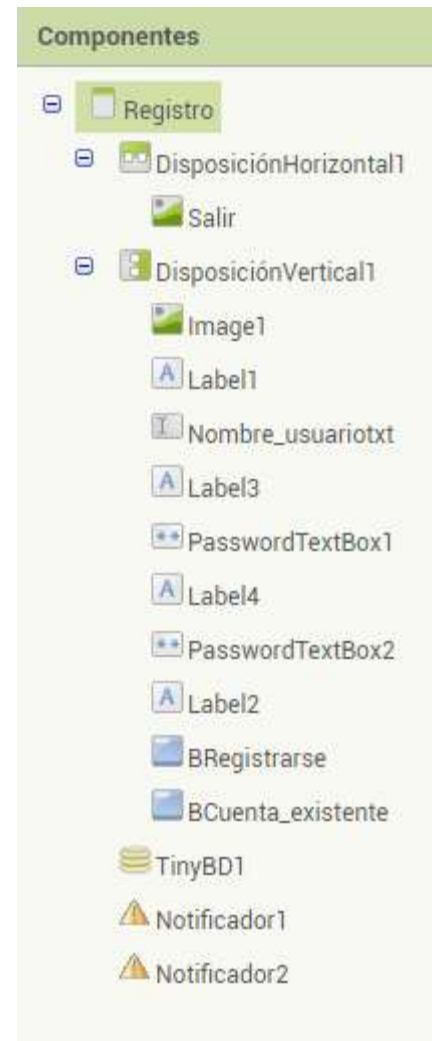 Componentes
Registro
DisposiciónHorizontal1
Salir
DisposiciónVertical1
Image1
Label1
Nombre_usuariotxt
Label3
PasswordTextBox1
Label4
PasswordTextBox2
Label2
BRegistrarse
BCuenta_existente
TinyBD1
Notificador1
Notificador2